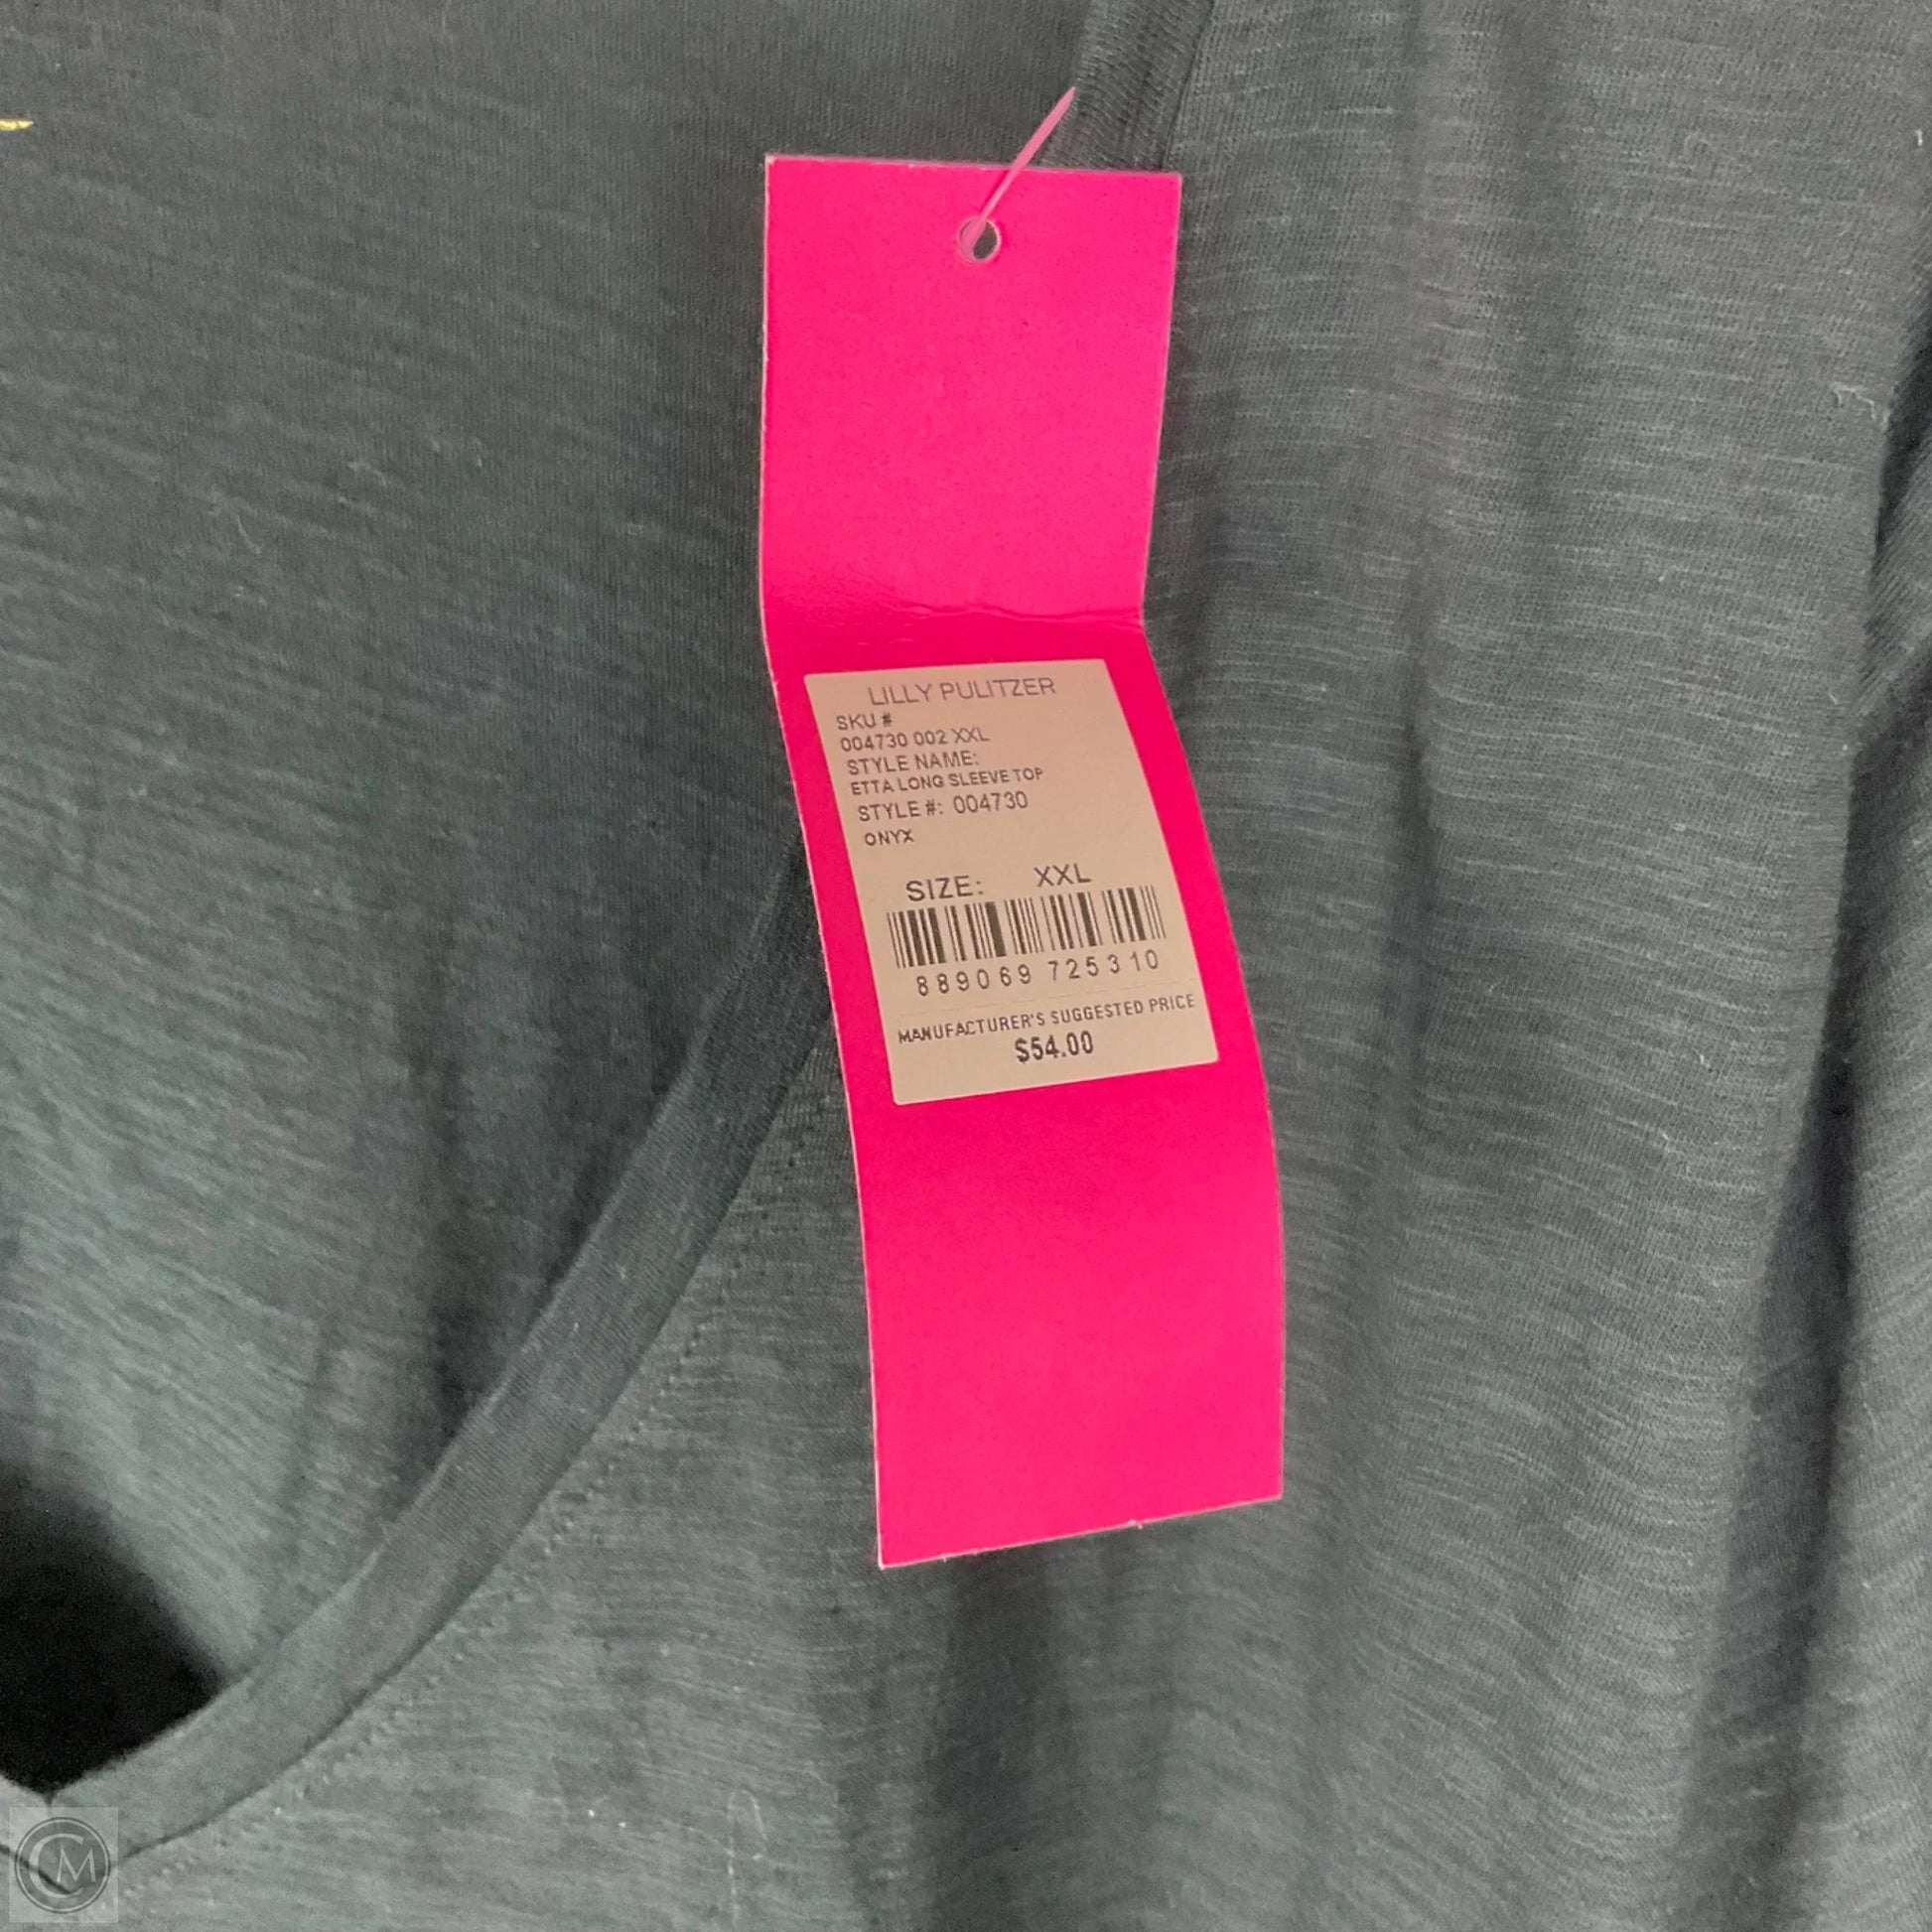 LILLY PULITZER
SKU #
004730 002 XXL
STYLE NAME:
ETTA LONG SLEEVE TOP
STYLE #: 004730
ONYX
SIZE: XXL
889069 725310
MANUFACTURER'S SUGGESTED PRICE
$54.00
CM